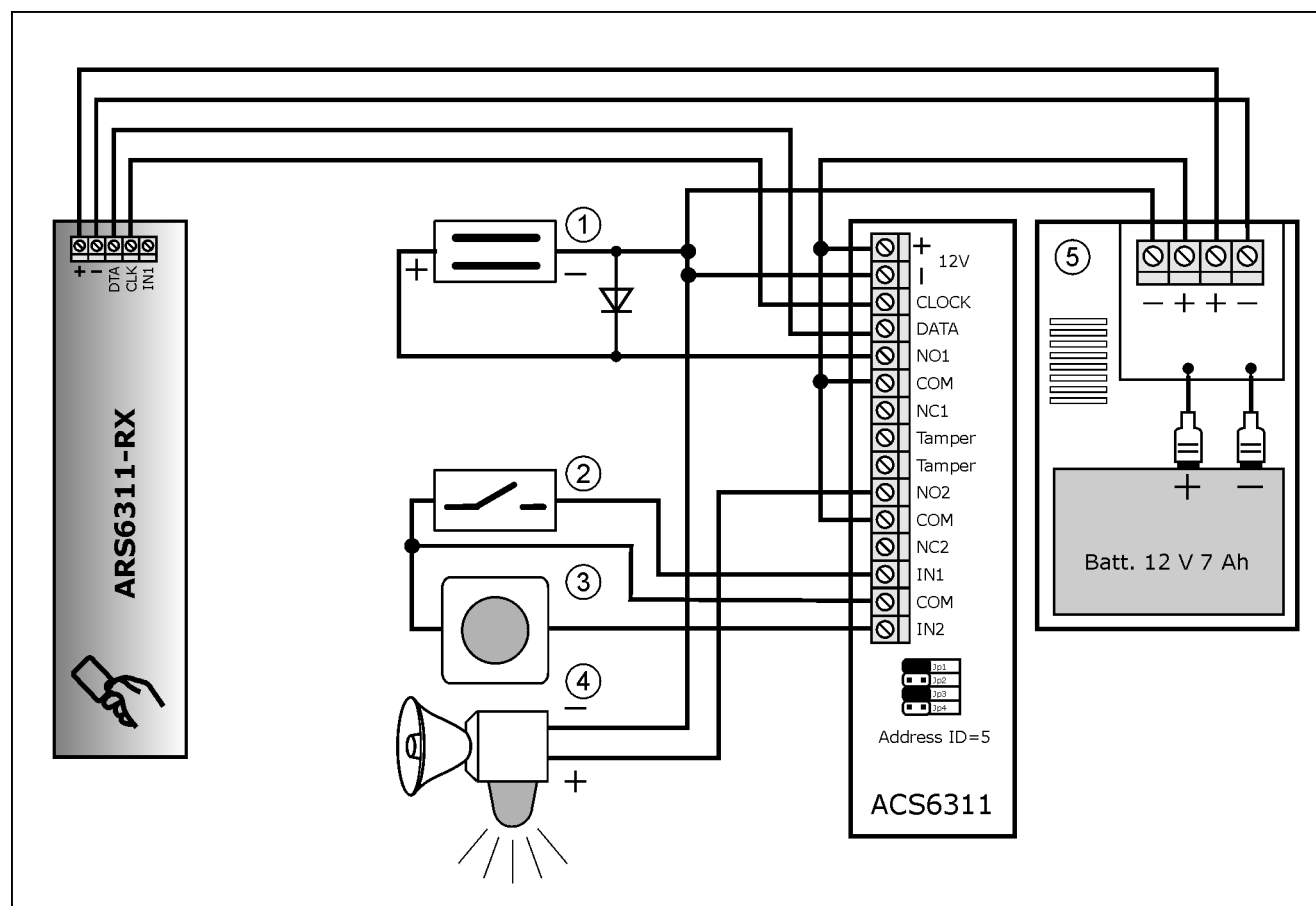 +
−
DTA
CLK
IN1
ARS6311-RX
1
+
−
2
3
4
−
+
+
12V
−
CLOCK
DATA
NO1
COM
NC1
Tamper
Tamper
NO2
COM
NC2
IN1
COM
IN2
Jp1
Jp2
Jp3
Jp4
Address ID=5
ACS6311
5
− + + −
+ −
Batt. 12 V 7 Ah